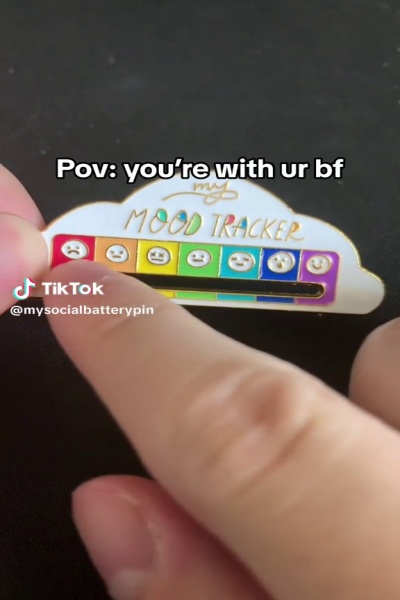 Pov: you're with ur bf
my
MOOD TRACKER
TikTok
@mysocialbatterypin